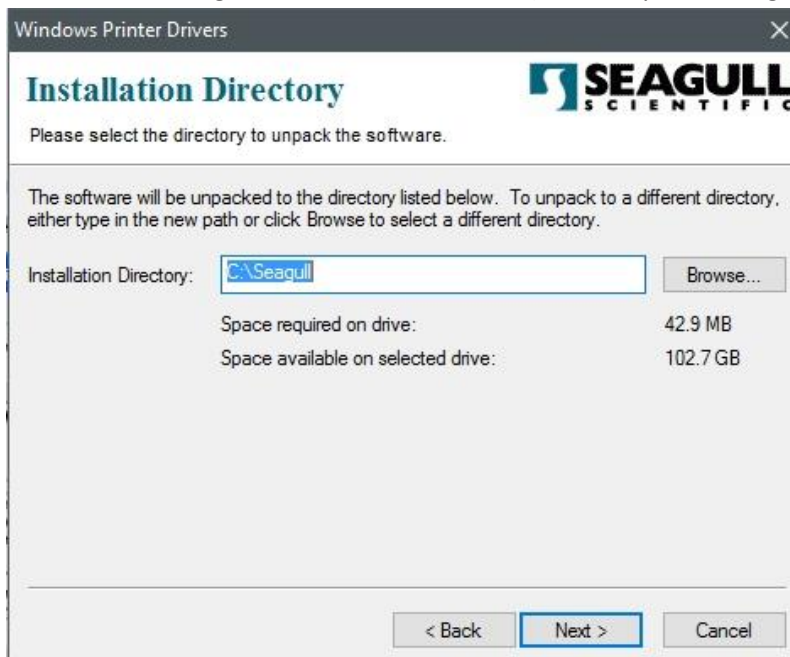 Windows Printer Drivers
Installation Directory
SEAGULL
SCIENTIFIC
Please select the directory to unpack the software.
The software will be unpacked to the directory listed below. To unpack to a different directory,
either type in the new path or click Browse to select a different directory.
Installation Directory: C:\Seagull Browse...
Space required on drive: 42.9 MB
Space available on selected drive: 102.7 GB
< Back Next > Cancel